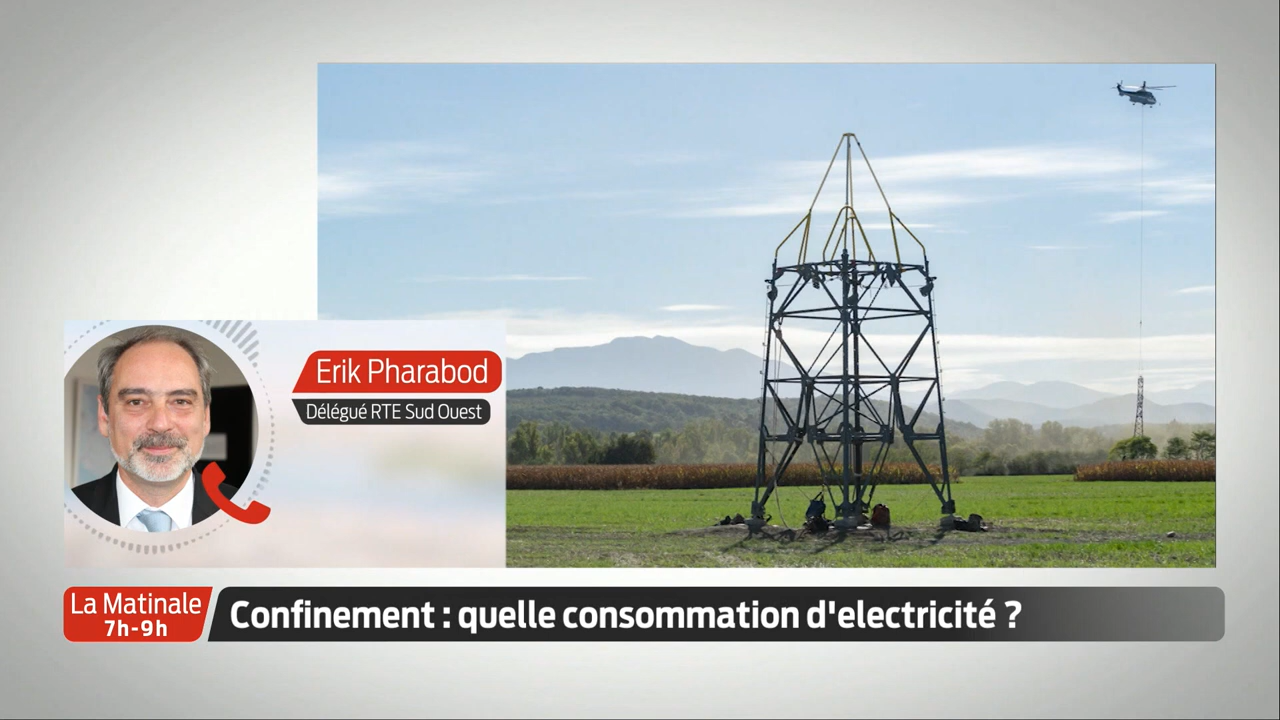 Erik Pharabod
Délégué RTE Sud Ouest
La Matinale
7h-9h
Confinement : quelle consommation d'electricité ?